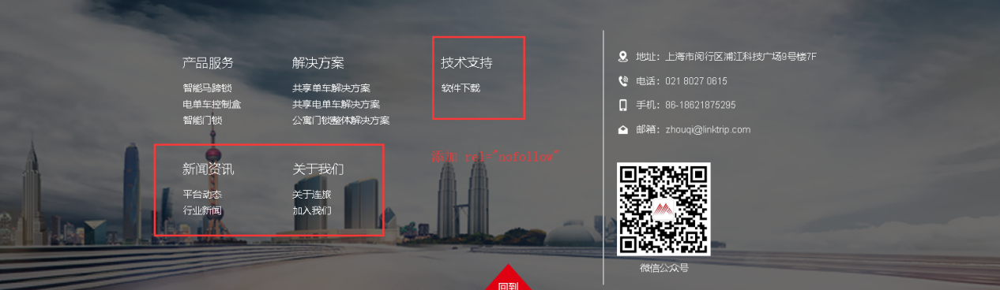 产品服务
智能马蹄锁
电单车控制盒
智能门锁
解决方案
共享单车解决方案
共享电单车解决方案
公寓门锁整体解决方案
技术支持
软件下载
新闻资讯
平台动态
行业新闻
关于我们
关于连旅
加入我们
添加 rel="nofollow"
地址：上海市闵行区浦江科技广场9号楼7F
电话：021 8027 0615
手机：86-18621875295
邮箱：zhouqi@linktrip.com
微信公众号
回到